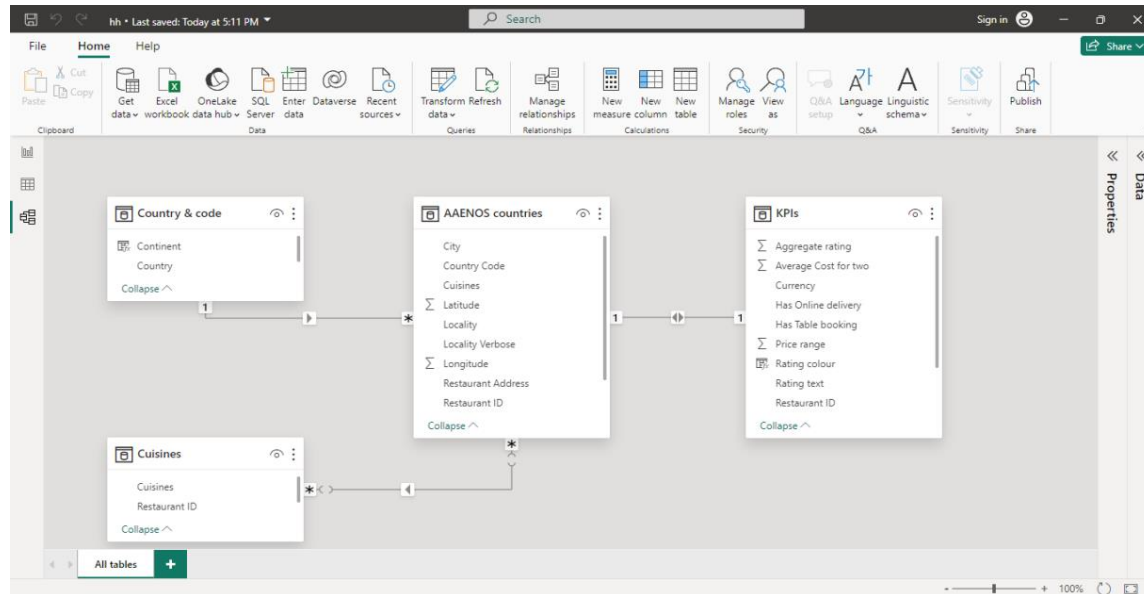 hh • Last saved: Today at 5:11 PM
Search
Sign in
File Home Help
Share
Paste
Cut
Copy
Get data
Excel workbook
OneLake data hub
SQL Server
Enter data
Dataverse
Recent sources
Transform data
Refresh
Manage relationships
New measure
New column
New table
Manage roles
View as
Q&A setup
Language
Linguistic schema
Sensitivity
Publish
Clipboard
Data
Queries
Relationships
Calculations
Security
Q&A
Sensitivity
Share
Country & code
Continent
Country
Collapse
1
*
AAENOS countries
City
Country Code
Cuisines
Σ Latitude
Locality
Locality Verbose
Σ Longitude
Restaurant Address
Restaurant ID
Collapse
1
1
*
KPIs
Σ Aggregate rating
Σ Average Cost for two
Currency
Has Online delivery
Has Table booking
Σ Price range
Rating colour
Rating text
Restaurant ID
Collapse
Cuisines
Cuisines
Restaurant ID
Collapse
*
Properties
Data
All tables
+
- + 100%